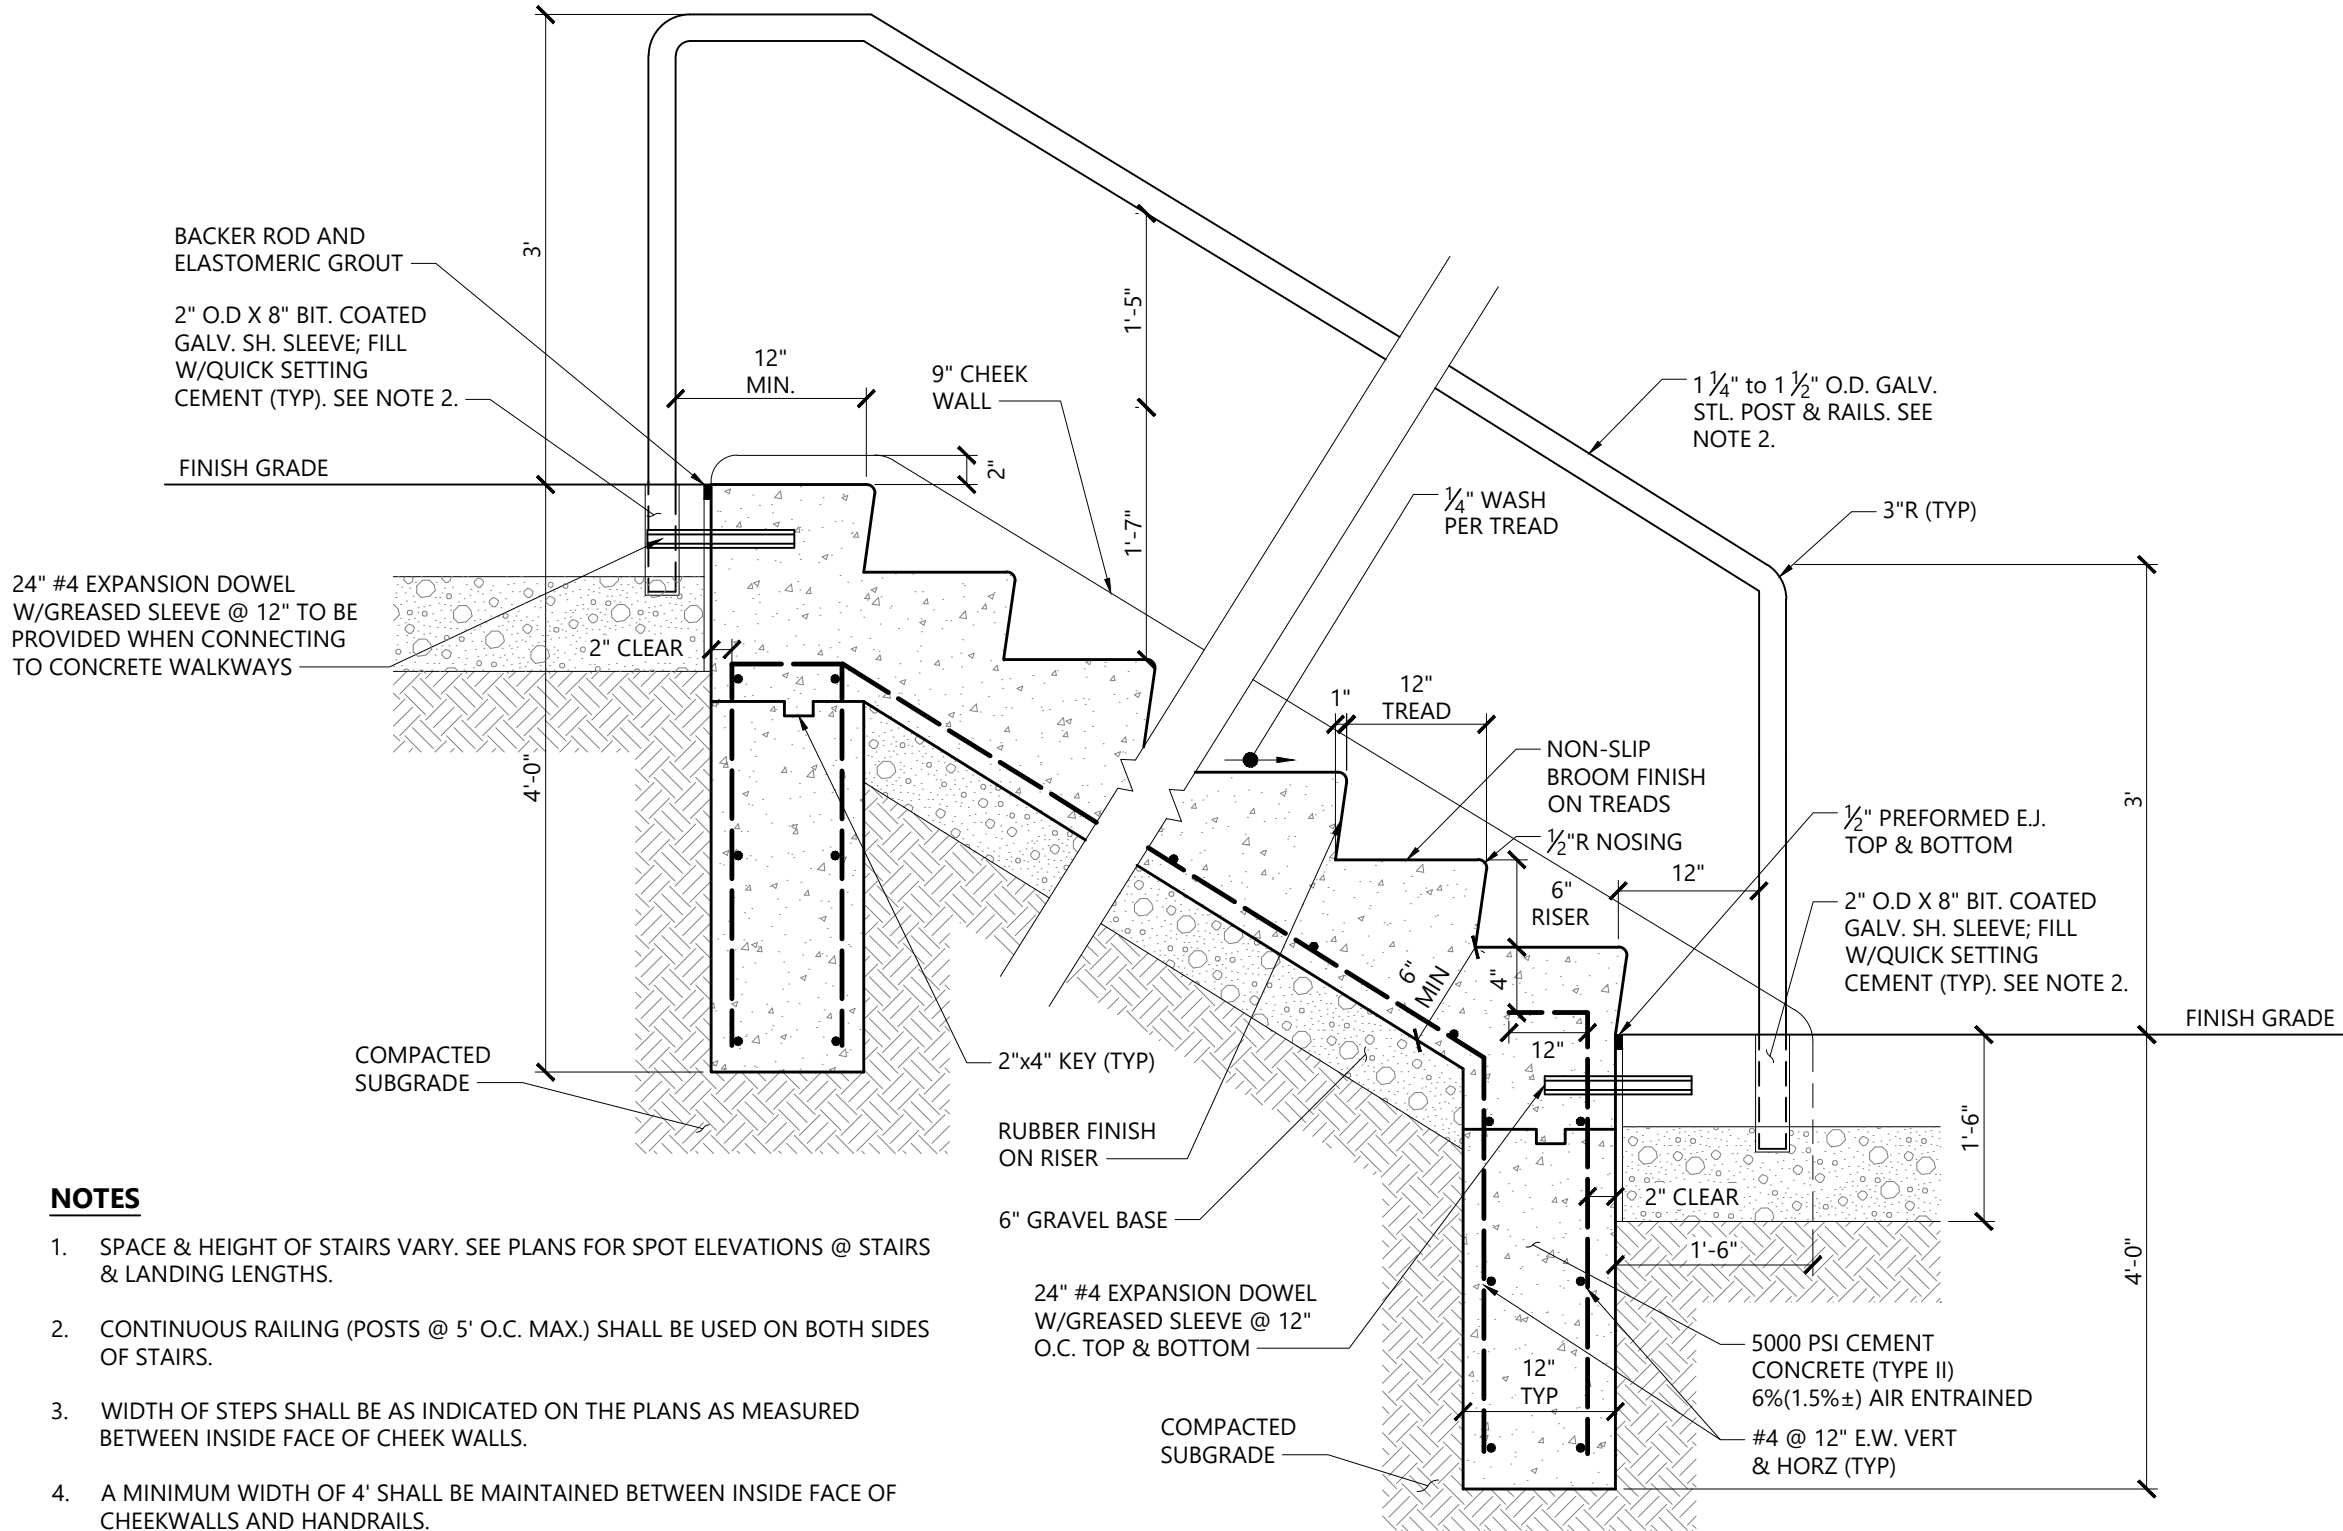 3'
BACKER ROD AND
ELASTOMERIC GROUT
2" O.D X 8" BIT. COATED
GALV. SH. SLEEVE; FILL
W/QUICK SETTING
CEMENT (TYP). SEE NOTE 2.
12"
MIN.
9" CHEEK
WALL
1'-5"
1 1/4" to 1 1/2" O.D. GALV.
STL. POST & RAILS. SEE
NOTE 2.
FINISH GRADE
2"
1/4" WASH
PER TREAD
3"R (TYP)
1'-7"
24" #4 EXPANSION DOWEL
W/GREASED SLEEVE @ 12" TO BE
PROVIDED WHEN CONNECTING
TO CONCRETE WALKWAYS
2" CLEAR
1"
12"
TREAD
NON-SLIP
BROOM FINISH
ON TREADS
4'-0"
3'
1/2" PREFORMED E.J.
TOP & BOTTOM
1/2"R NOSING
12"
6"
RISER
2" O.D X 8" BIT. COATED
GALV. SH. SLEEVE; FILL
W/QUICK SETTING
CEMENT (TYP). SEE NOTE 2.
6"
MIN
4"
FINISH GRADE
12"
COMPACTED
SUBGRADE
2"x4" KEY (TYP)
RUBBER FINISH
ON RISER
1'-6"
2" CLEAR
6" GRAVEL BASE
1'-6"
4'-0"
24" #4 EXPANSION DOWEL
W/GREASED SLEEVE @ 12"
O.C. TOP & BOTTOM
5000 PSI CEMENT
CONCRETE (TYPE II)
6%(1.5%±) AIR ENTRAINED
12"
TYP
#4 @ 12" E.W. VERT
& HORZ (TYP)
COMPACTED
SUBGRADE
NOTES
1. SPACE & HEIGHT OF STAIRS VARY. SEE PLANS FOR SPOT ELEVATIONS @ STAIRS
& LANDING LENGTHS.
2. CONTINUOUS RAILING (POSTS @ 5' O.C. MAX.) SHALL BE USED ON BOTH SIDES
OF STAIRS.
3. WIDTH OF STEPS SHALL BE AS INDICATED ON THE PLANS AS MEASURED
BETWEEN INSIDE FACE OF CHEEK WALLS.
4. A MINIMUM WIDTH OF 4' SHALL BE MAINTAINED BETWEEN INSIDE FACE OF
CHEEKWALLS AND HANDRAILS.